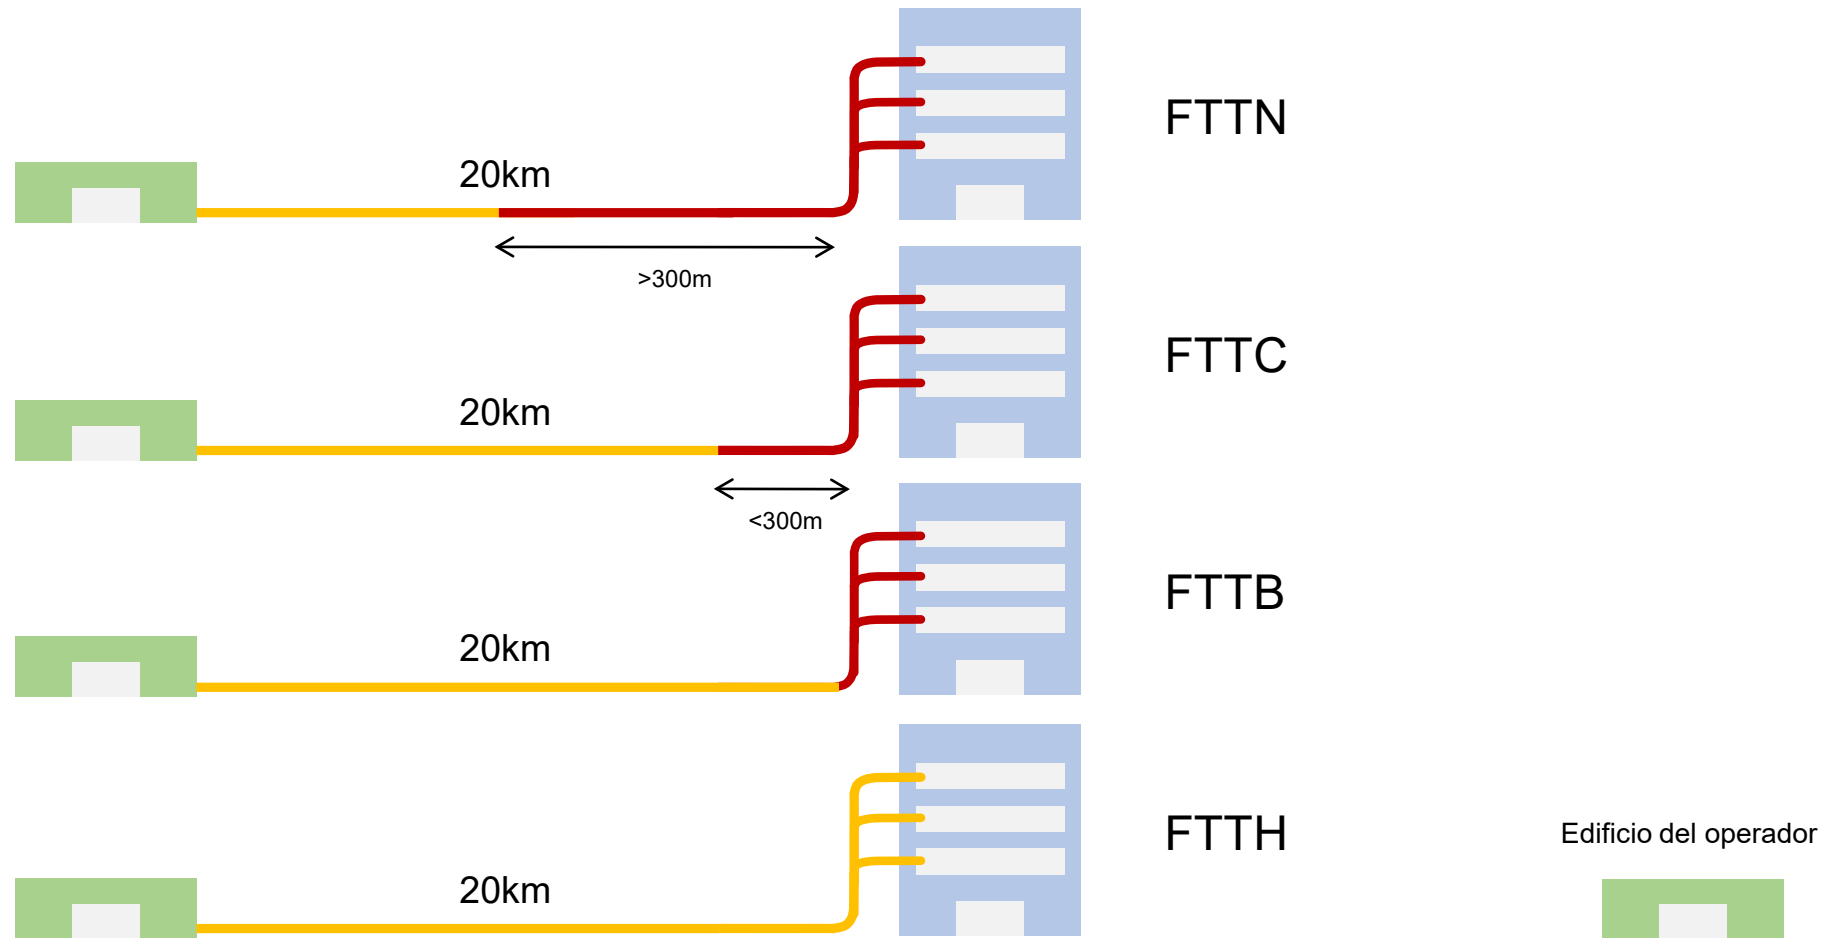 FTTN
20km
>300m
FTTC
20km
<300m
FTTB
20km
FTTH
Edificio del operador
20km